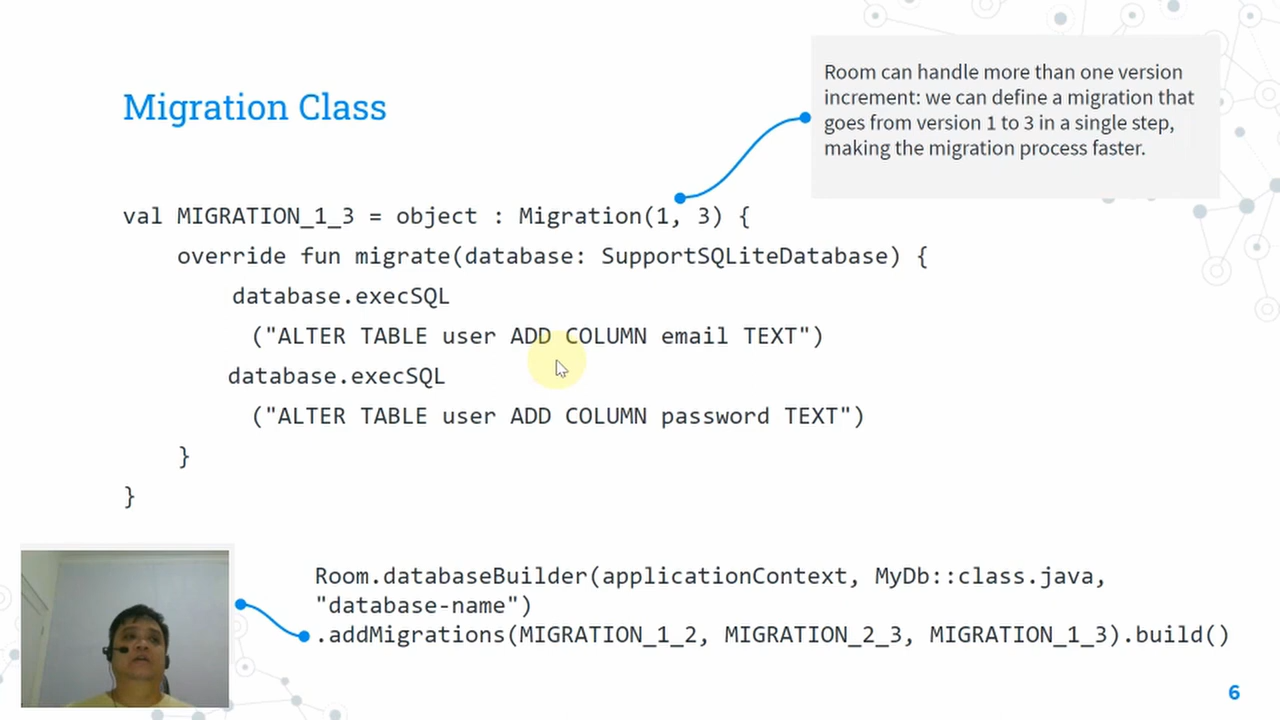 Migration Class
Room can handle more than one version
increment: we can define a migration that
goes from version 1 to 3 in a single step,
making the migration process faster.
val MIGRATION_1_3 = object : Migration(1, 3) {
override fun migrate(database: SupportSQLiteDatabase) {
database.execSQL
("ALTER TABLE user ADD COLUMN email TEXT")
database.execSQL
("ALTER TABLE user ADD COLUMN password TEXT")
}
}
Room.databaseBuilder(applicationContext, MyDb::class.java,
"database-name")
.addMigrations(MIGRATION_1_2, MIGRATION_2_3, MIGRATION_1_3).build()
6